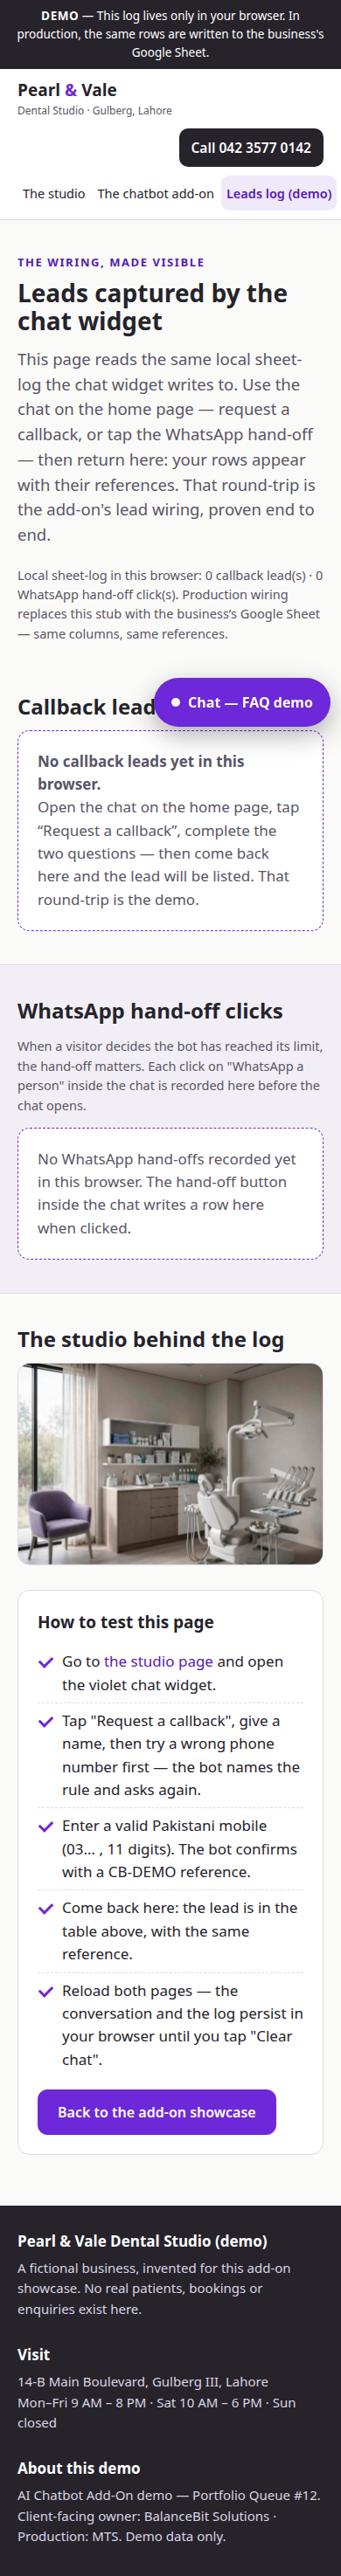 DEMO — This log lives only in your browser. In
production, the same rows are written to the business's
Google Sheet.
Pearl & Vale
Dental Studio · Gulberg, Lahore
Call 042 3577 0142
The studio The chatbot add-on Leads log (demo)
THE WIRING, MADE VISIBLE
Leads captured by the
chat widget
This page reads the same local sheet-
log the chat widget writes to. Use the
chat on the home page — request a
callback, or tap the WhatsApp hand-off
— then return here: your rows appear
with their references. That round-trip is
the add-on's lead wiring, proven end to
end.
Local sheet-log in this browser: 0 callback lead(s) · 0
WhatsApp hand-off click(s). Production wiring
replaces this stub with the business's Google Sheet
— same columns, same references.
Callback lead
Chat — FAQ demo
No callback leads yet in this
browser.
Open the chat on the home page, tap
“Request a callback”, complete the
two questions — then come back
here and the lead will be listed. That
round-trip is the demo.
WhatsApp hand-off clicks
When a visitor decides the bot has reached its limit,
the hand-off matters. Each click on "WhatsApp a
person" inside the chat is recorded here before the
chat opens.
No WhatsApp hand-offs recorded yet
in this browser. The hand-off button
inside the chat writes a row here
when clicked.
The studio behind the log
How to test this page
Go to the studio page and open
the violet chat widget.
Tap "Request a callback", give a
name, then try a wrong phone
number first — the bot names the
rule and asks again.
Enter a valid Pakistani mobile
(03… , 11 digits). The bot confirms
with a CB-DEMO reference.
Come back here: the lead is in the
table above, with the same
reference.
Reload both pages — the
conversation and the log persist in
your browser until you tap "Clear
chat".
Back to the add-on showcase
Pearl & Vale Dental Studio (demo)
A fictional business, invented for this add-on
showcase. No real patients, bookings or
enquiries exist here.
Visit
14-B Main Boulevard, Gulberg III, Lahore
Mon–Fri 9 AM – 8 PM · Sat 10 AM – 6 PM · Sun
closed
About this demo
AI Chatbot Add-On demo — Portfolio Queue #12.
Client-facing owner: BalanceBit Solutions ·
Production: MTS. Demo data only.